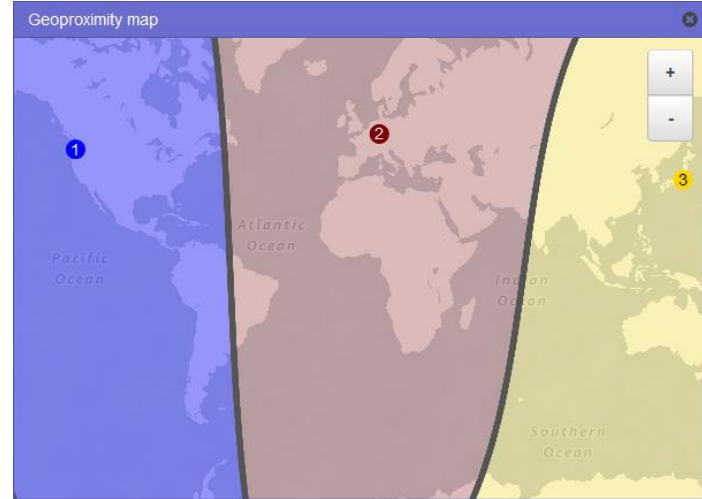 Geoproximity map
+
-
1
2
3
Atlantic
Ocean
Pacific
Ocean
Indian
Ocean
Southern
Ocean